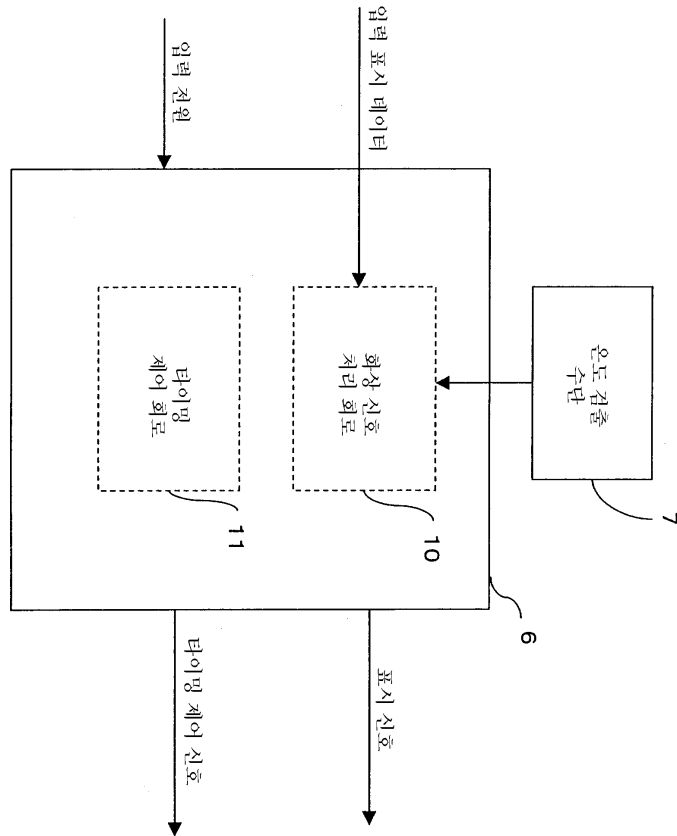 7
온도 검출
수단
6
입력 표시 데이터
화상 신호
처리 회로
10
표시 신호
입력 전원
타이밍
제어 회로
11
타이밍 제어 신호